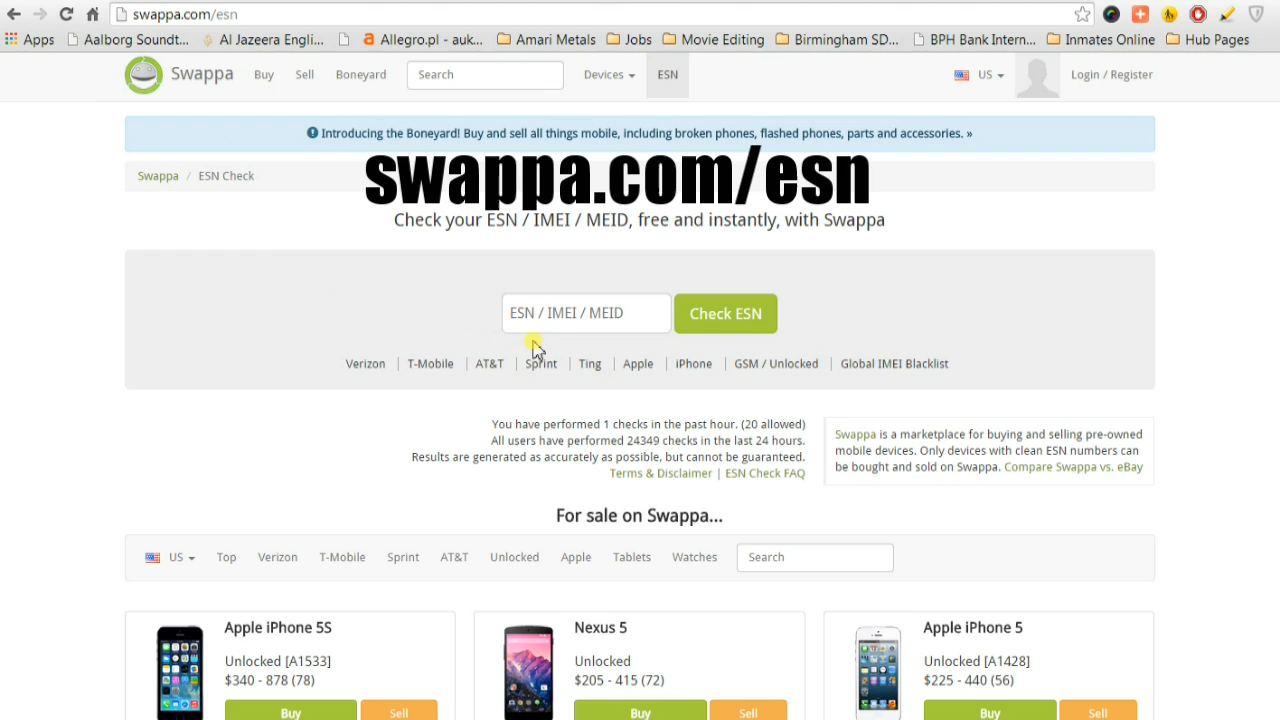 swappa.com/esn
Apps Aalborg Soundt... Al Jazeera Engli... Allegro.pl - auk... Amari Metals Jobs Movie Editing Birmingham SD... BPH Bank Intern... Inmates Online Hub Pages
Swappa Buy Sell Boneyard Search Devices ESN US Login / Register
Introducing the Boneyard! Buy and sell all things mobile, including broken phones, flashed phones, parts and accessories. »
swappa.com/esn
Swappa / ESN Check
Check your ESN / IMEI / MEID, free and instantly, with Swappa
ESN / IMEI / MEID Check ESN
Verizon | T-Mobile | AT&T | Sprint | Ting | Apple | iPhone | GSM / Unlocked | Global IMEI Blacklist
You have performed 1 checks in the past hour. (20 allowed)
All users have performed 24349 checks in the last 24 hours.
Results are generated as accurately as possible, but cannot be guaranteed.
Terms & Disclaimer | ESN Check FAQ
Swappa is a marketplace for buying and selling pre-owned
mobile devices. Only devices with clean ESN numbers can
be bought and sold on Swappa. Compare Swappa vs. eBay
For sale on Swappa...
US Top Verizon T-Mobile Sprint AT&T Unlocked Apple Tablets Watches Search
Apple iPhone 5S
Unlocked [A1533]
$340 - 878 (78)
Buy Sell
Nexus 5
Unlocked
$205 - 415 (72)
Buy Sell
Apple iPhone 5
Unlocked [A1428]
$225 - 440 (56)
Buy Sell